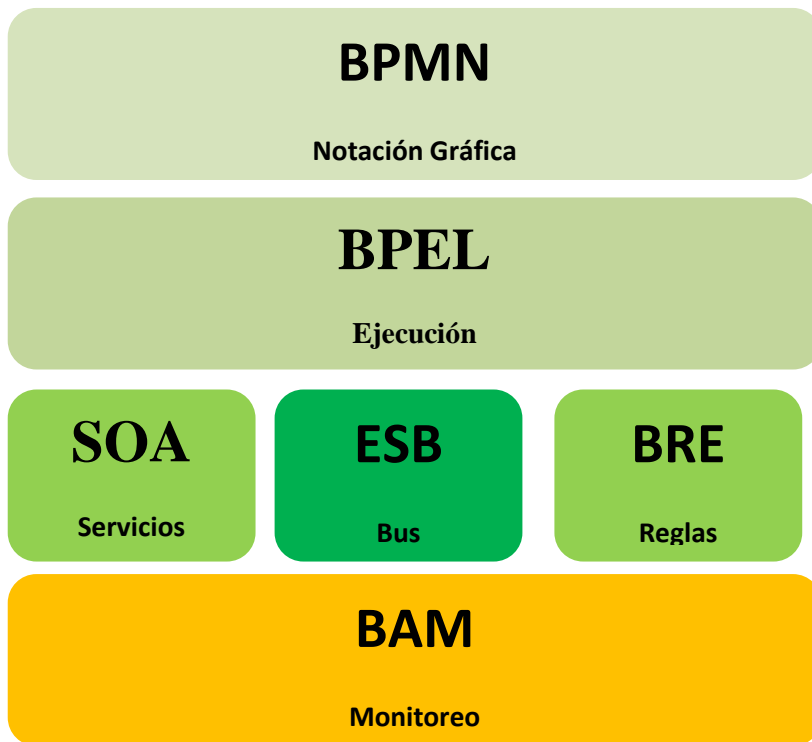 BPMN
Notación Gráfica
BPEL
Ejecución
SOA
Servicios
ESB
Bus
BRE
Reglas
BAM
Monitoreo